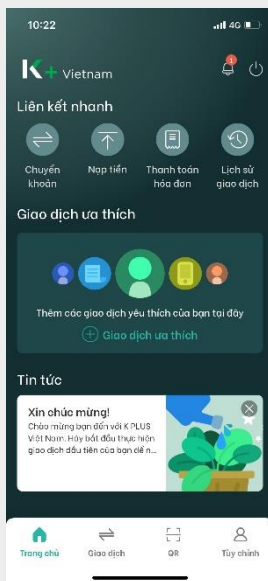 10:22
4G
K+ Vietnam
Liên kết nhanh
Chuyển
khoản
Nạp tiền
Thanh toán
hóa đơn
Lịch sử
giao dịch
Giao dịch ưa thích
Thêm các giao dịch yêu thích của bạn tại đây
Giao dịch ưa thích
Tin tức
Xin chúc mừng!
Chào mừng bạn đến với K PLUS
Việt Nam. Hãy bắt đầu thực hiện
giao dịch đầu tiên của bạn để n...
Trang chủ
Giao dịch
QR
Tùy chỉnh